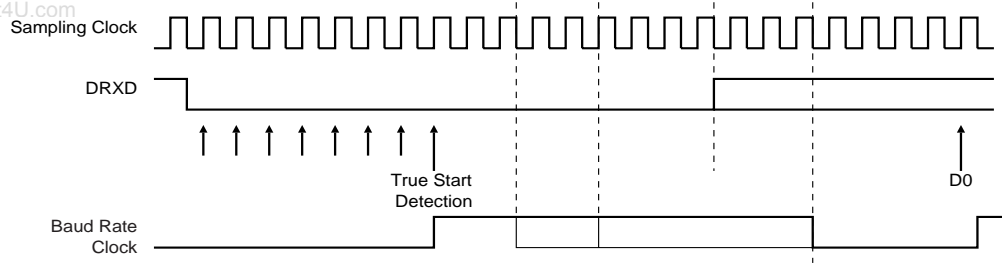 4U.com
Sampling Clock
DRXD
True Start
Detection
D0
Baud Rate
Clock